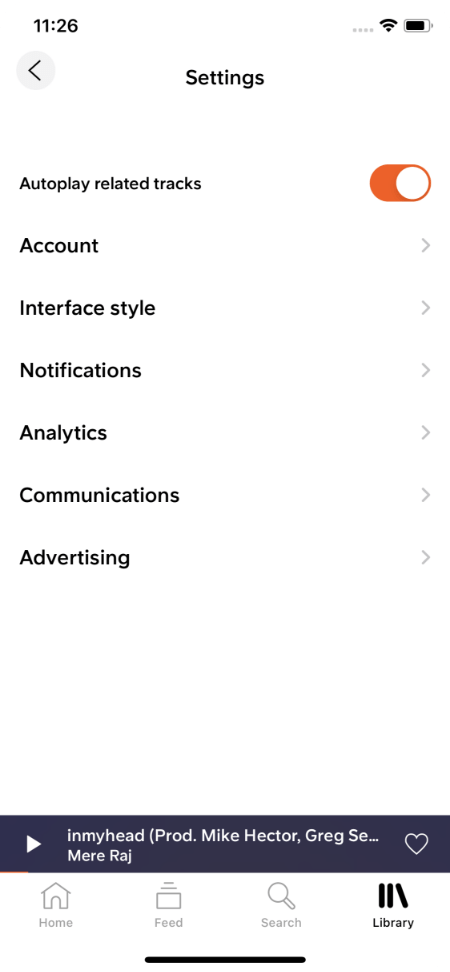 11:26
Settings
Autoplay related tracks
Account
Interface style
Notifications
Analytics
Communications
Advertising
inmyhead (Prod. Mike Hector, Greg Se...
Mere Raj
Home
Feed
Search
Library